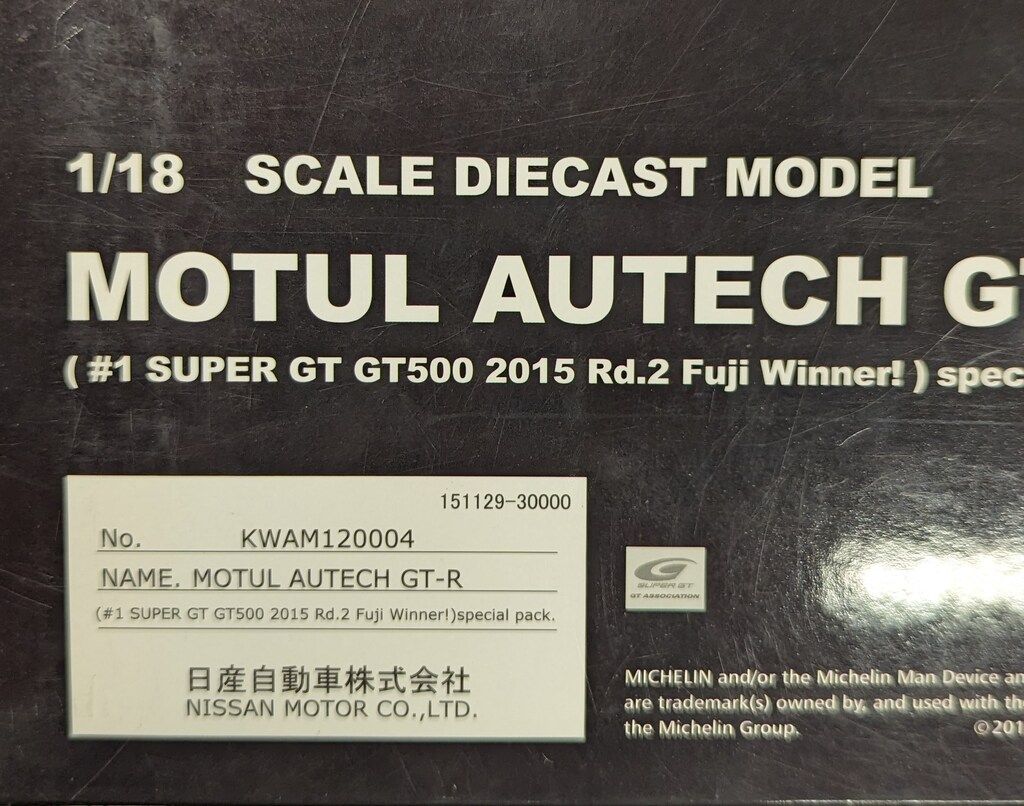 1/18 SCALE DIECAST MODEL
MOTUL AUTECH G
( #1 SUPER GT GT500 2015 Rd.2 Fuji Winner! ) spec
151129-30000
No. KWAM120004
NAME. MOTUL AUTECH GT-R
(#1 SUPER GT GT500 2015 Rd.2 Fuji Winner!)special pack.
日産自動車株式会社
NISSAN MOTOR CO.,LTD.
SUPER GT
GT ASSOCIATION
MICHELIN and/or the Michelin Man Device an
are trademark(s) owned by, and used with the
the Michelin Group. ©201